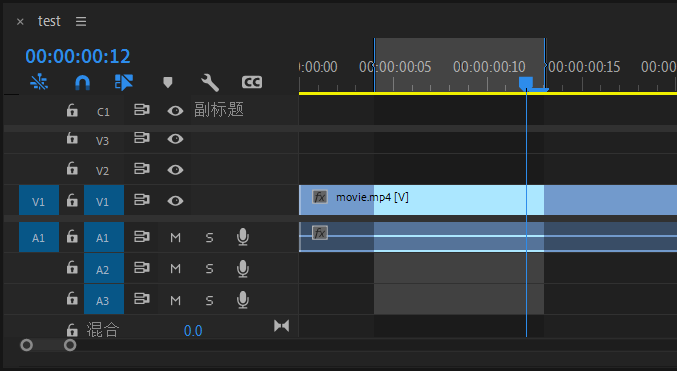 × test ≡
00:00:00:12
:00:00 00:00:00:05 00:00:00:10 00:00:00:15 00:00
CC
C1 副标题
V3
V2
V1 V1 fx movie.mp4 [V]
A1 A1 M S fx
A2 M S
A3 M S
混合 0.0